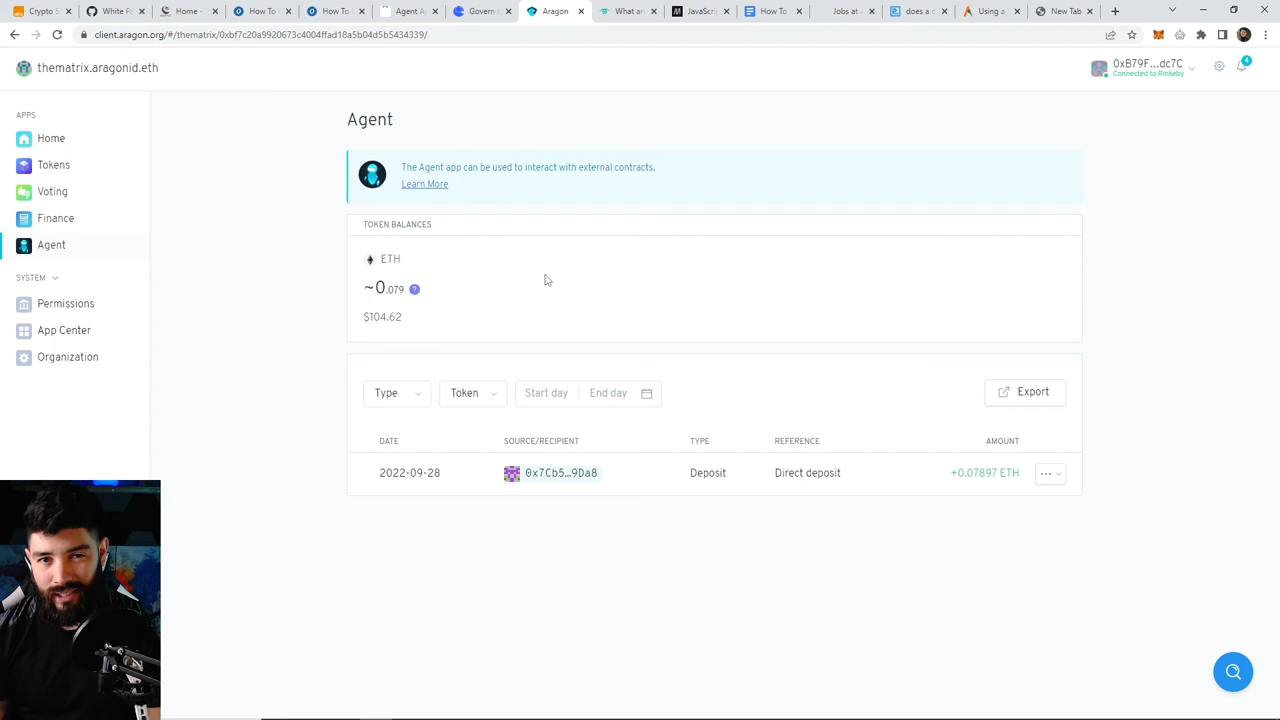 Crypto S
White Pa
Home -
How To
How To
Agent Ap
Govern
Aragon
What ar
JavaScri
How To
Jobs at A
does a c
Using a
New Tab
client.aragon.org/#/thematrix/0xbf7c20a9920673c4004ffad18a5b04d5b5434339/
thematrix.aragonid.eth
0xB79F...dc7C
Connected to Rinkeby
4
APPS
Home
Tokens
Voting
Finance
Agent
SYSTEM
Permissions
App Center
Organization
Agent
The Agent app can be used to interact with external contracts.
Learn More
TOKEN BALANCES
ETH
~0.079 ?
$104.62
Type
Token
Start day
End day
Export
DATE SOURCE/RECIPIENT TYPE REFERENCE AMOUNT
2022-09-28 0x7Cb5...9Da8 Deposit Direct deposit +0.07897 ETH